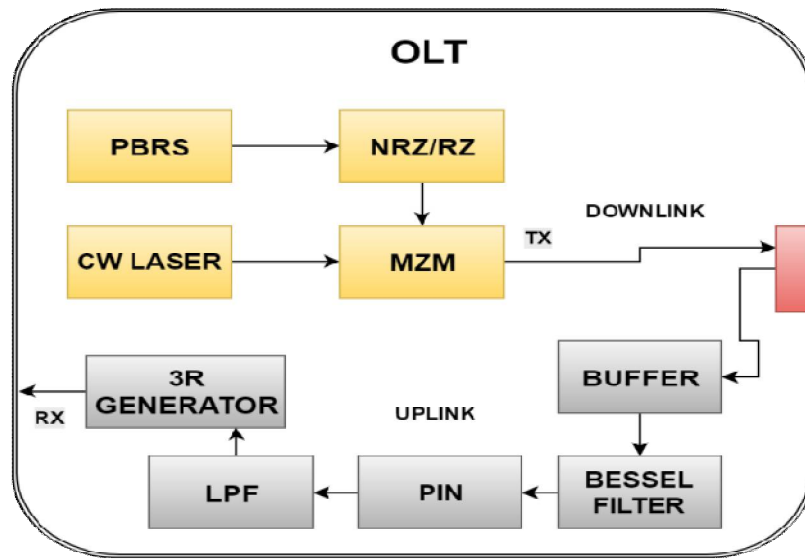 OLT
PBRS
NRZ/RZ
DOWNLINK
TX
CW LASER
MZM
3R
GENERATOR
BUFFER
RX
UPLINK
LPF
PIN
BESSEL
FILTER